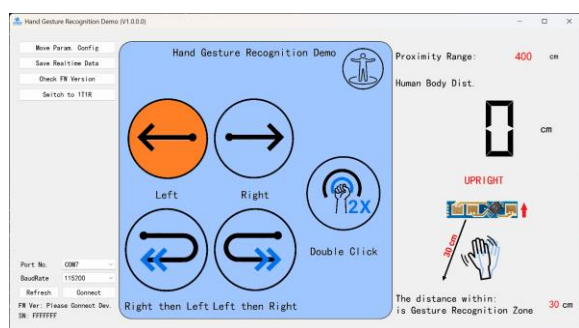 Hand Gesture Recognition Demo (V1.0.0.0)
Move Param. Config
Save Realtime Data
Check FW Version
Switch to 1T1R
Port No. COM7
BaudRate 115200
Refresh Connect
FW Ver: Please Connect Dev.
SN: FFFFFFF
Hand Gesture Recognition Demo
Left Right
2X
Double Click
Right then Left Left then Right
Proximity Range: 400 cm
Human Body Dist.
0 cm
UPRIGHT
30 cm
The distance within: 30 cm
is Gesture Recognition Zone